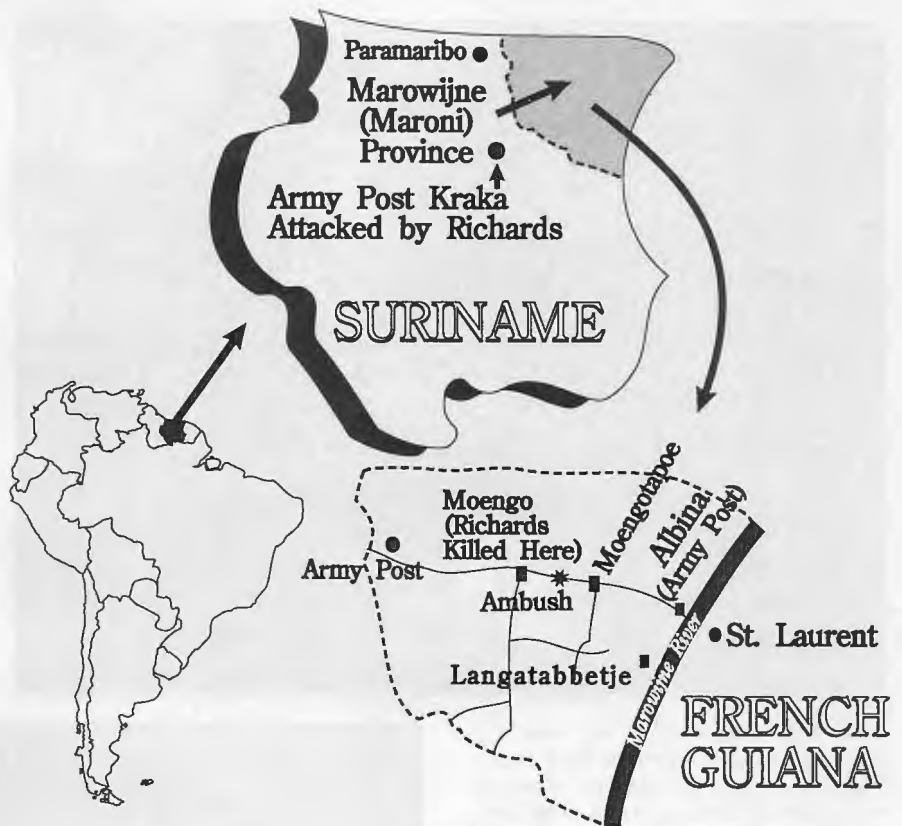 Paramaribo
Marowijne
(Maroni)
Province
Army Post Kraka
Attacked by Richards
SURINAME
Moengo
(Richards
Killed Here)
Moengotapoe
Albina
(Army Post)
Army Post
Ambush
Langatabbetje
Marowijne River
St. Laurent
FRENCH
GUIANA